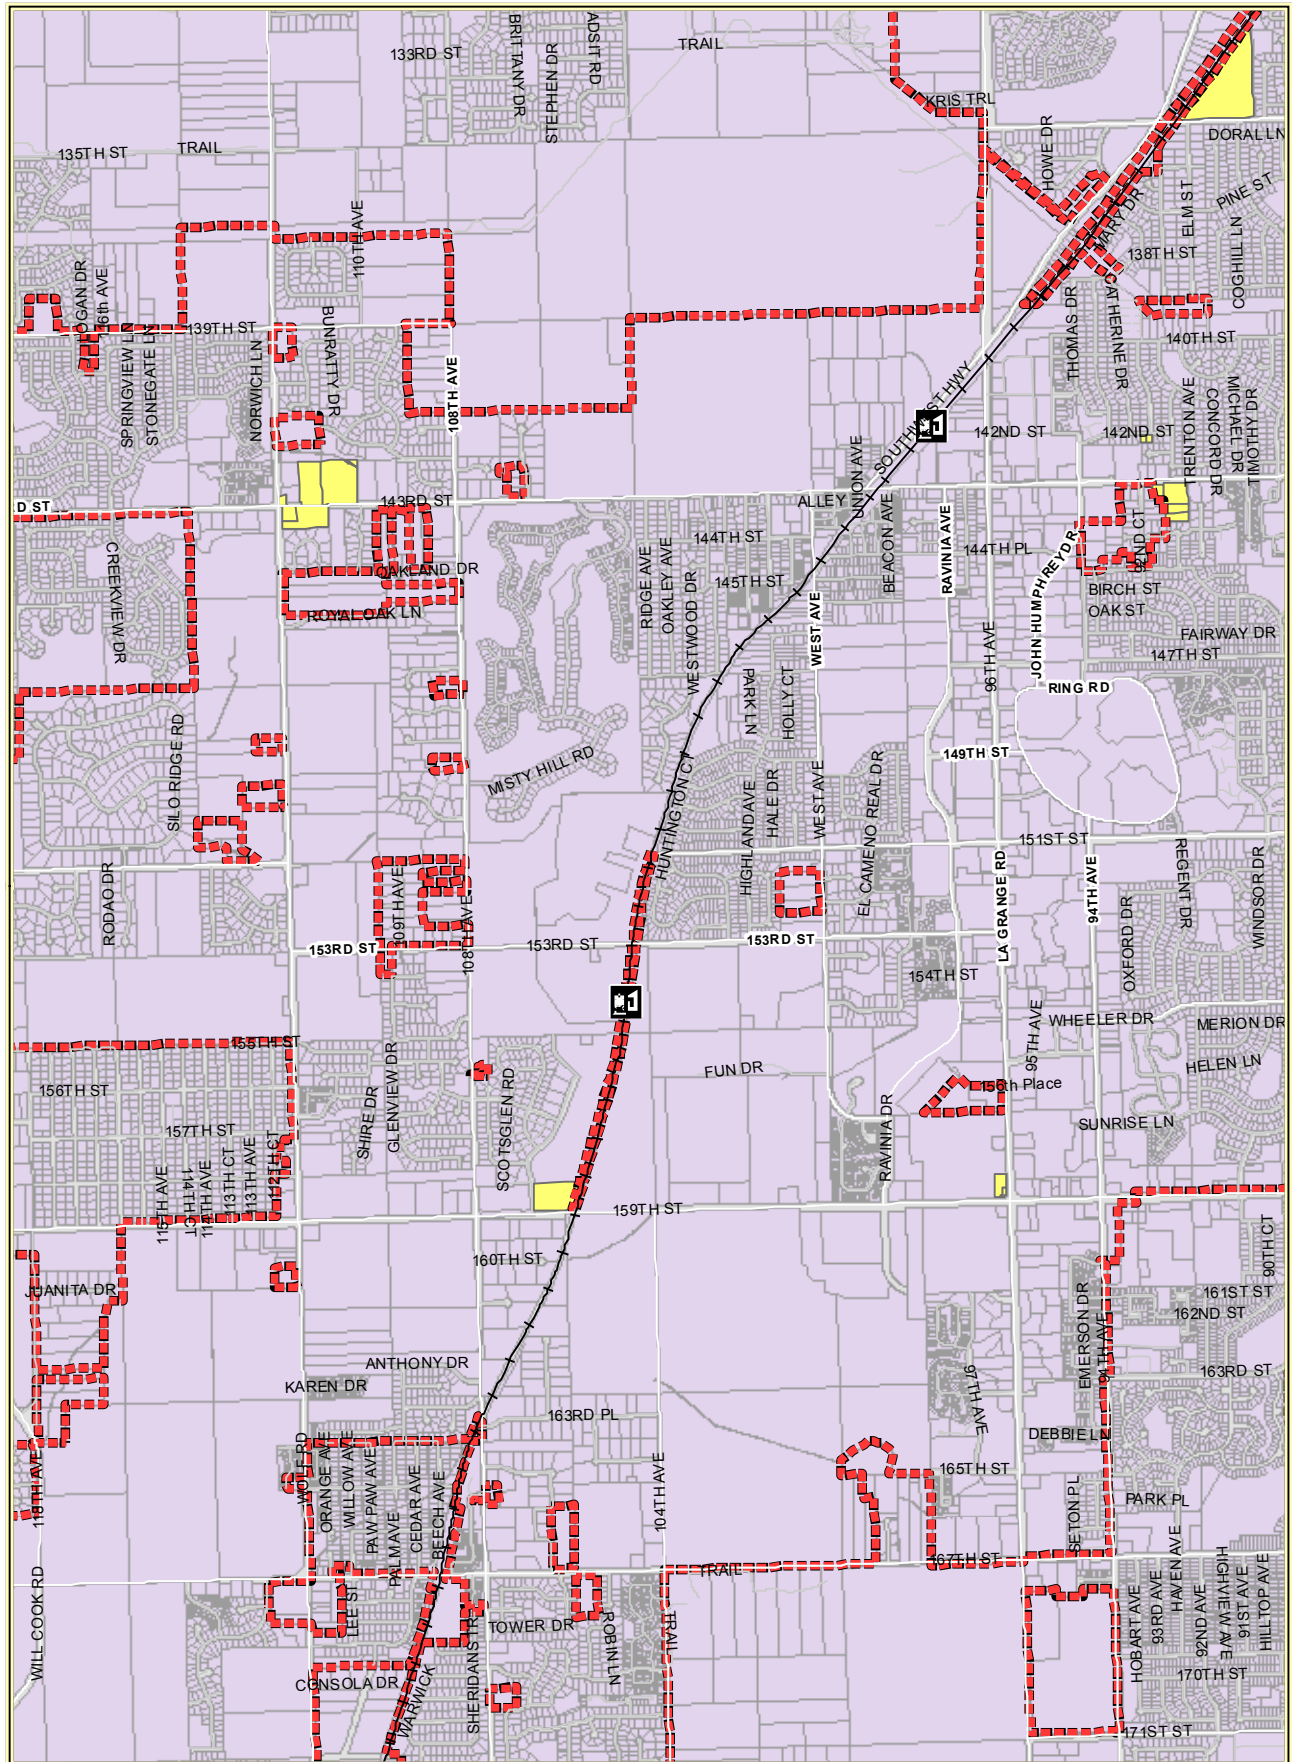 133RD ST
BRITTANY DR
STEPHEN DR
ADSIT RD
TRAIL
KRIS TRL
HOWE DR
DORAL LN
135TH ST
TRAIL
110TH AVE
MARY DR
ELM ST
PINE ST
138TH ST
COGHILL LN
16th AVE
139TH ST
SPRINGVIEW LN
STONEGATE LN
NORWICH LN
BUNRATTY DR
108TH AVE
THOMAS DR
CATHERINE DR
140TH ST
SOUTHWEST HWY
142ND ST
142ND ST
TRENTON AVE
CONCORD DR
MICHAEL DR
TIMOTHY DR
D ST
143RD ST
ALLEY
UNION AVE
BEACON AVE
RAVINIA AVE
144TH ST
144TH PL
92ND CT
CREEKVIEW DR
OAKLAND DR
ROYAL OAK LN
RIDGE AVE
OAKLEY AVE
WESTWOOD DR
145TH ST
WEST AVE
96TH AVE
JOHN HUMPHREY DR
BIRCH ST
OAK ST
FAIRWAY DR
147TH ST
RING RD
PARK LN
HOLLY CT
SILO RIDGE RD
MISTY HILL RD
HUNTINGTON CT
149TH ST
HIGHLAND AVE
HALE DR
WEST AVE
EL CAMENO REAL DR
151ST ST
RODAO DR
109TH AVE
108TH AVE
LA GRANGE RD
94TH AVE
REGENT DR
WINDSOR DR
OXFORD DR
153RD ST
153RD ST
153RD ST
154TH ST
155TH ST
95TH AVE
WHEELER DR
MERION DR
HELEN LN
156TH ST
FUN DR
156th Place
SHIRE DR
GLENVIEW DR
SCOTSGLEN RD
RAVINIA DR
SUNRISE LN
157TH ST
115TH AVE
114TH CT
114TH AVE
113TH CT
113TH AVE
112TH CT
159TH ST
160TH ST
90TH CT
JUANITA DR
161ST ST
162ND ST
EMERSON DR
94TH AVE
ANTHONY DR
KAREN DR
163RD ST
97TH AVE
163RD PL
DEBBIE LN
118TH AVE
WOLF RD
ORANGE AVE
WILLOW AVE
PAW PAW AVE
PALM AVE
CEDAR AVE
BEECH AVE
104TH AVE
165TH ST
SETON PL
PARK PL
TRAIL
167TH ST
WILL COOK RD
LEE ST
TOWER DR
ROBIN LN
TRAIL
HOBART AVE
93RD AVE
HAVEN AVE
92ND AVE
HIGHVIEW AVE
91ST AVE
HILLTOP AVE
CONSOLA DR
WARWICK
SHERIDANS TRL
170TH ST
171ST ST